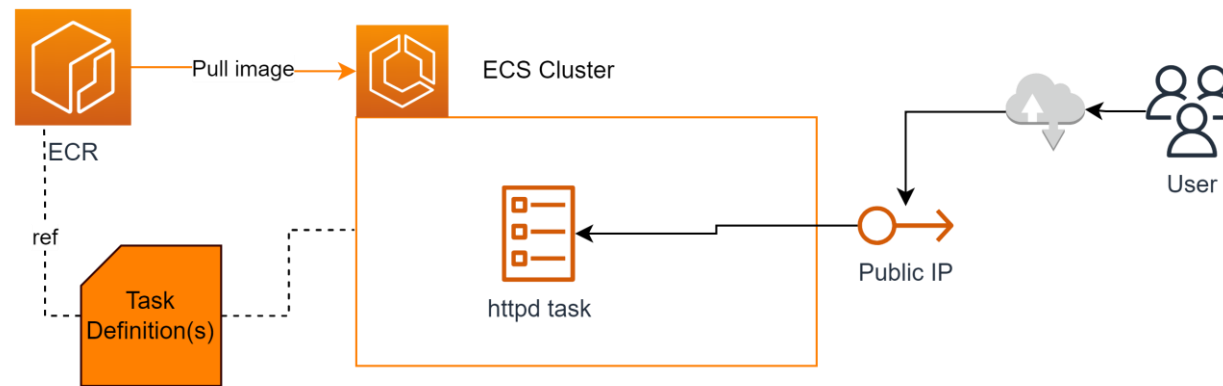 Pull image
ECS Cluster
ECR
User
ref
Public IP
Task
Definition(s)
httpd task